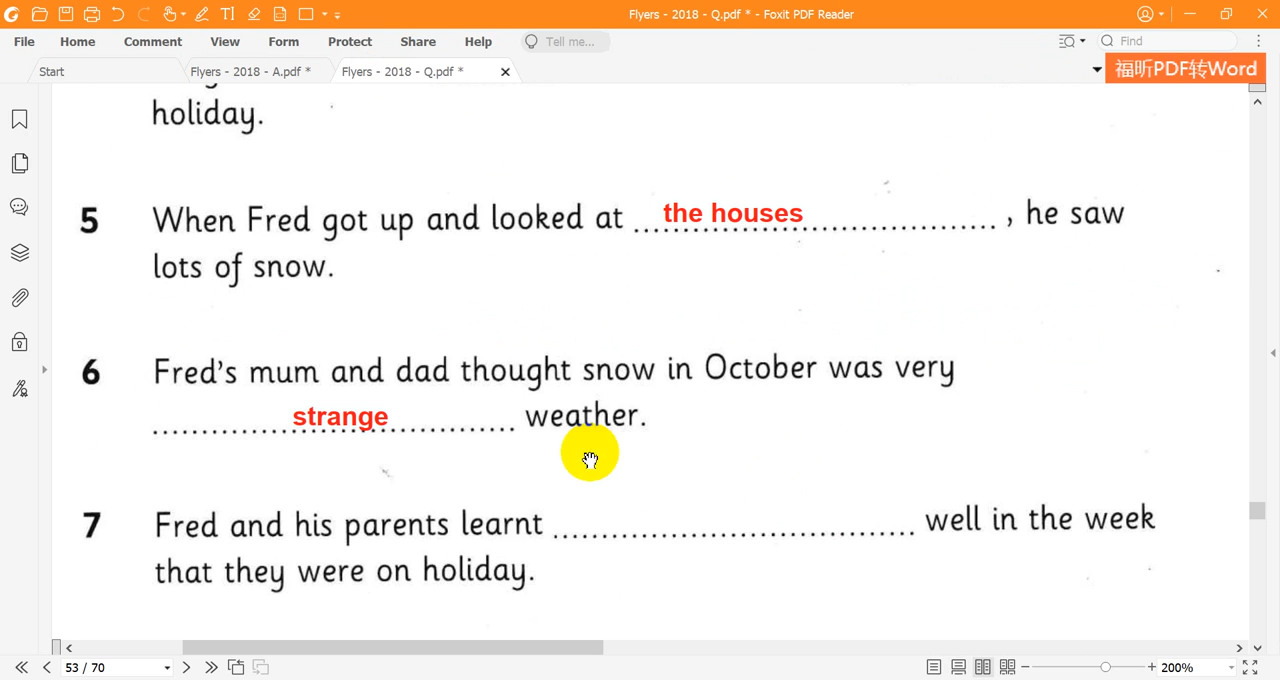 Flyers - 2018 - Q.pdf * - Foxit PDF Reader
File Home Comment View Form Protect Share Help Tell me... Find
Start Flyers - 2018 - A.pdf * Flyers - 2018 - Q.pdf * 福昕PDF转Word
holiday.
5 When Fred got up and looked at the houses , he saw
lots of snow.
6 Fred's mum and dad thought snow in October was very
strange weather.
7 Fred and his parents learnt well in the week
that they were on holiday.
53 / 70 200%